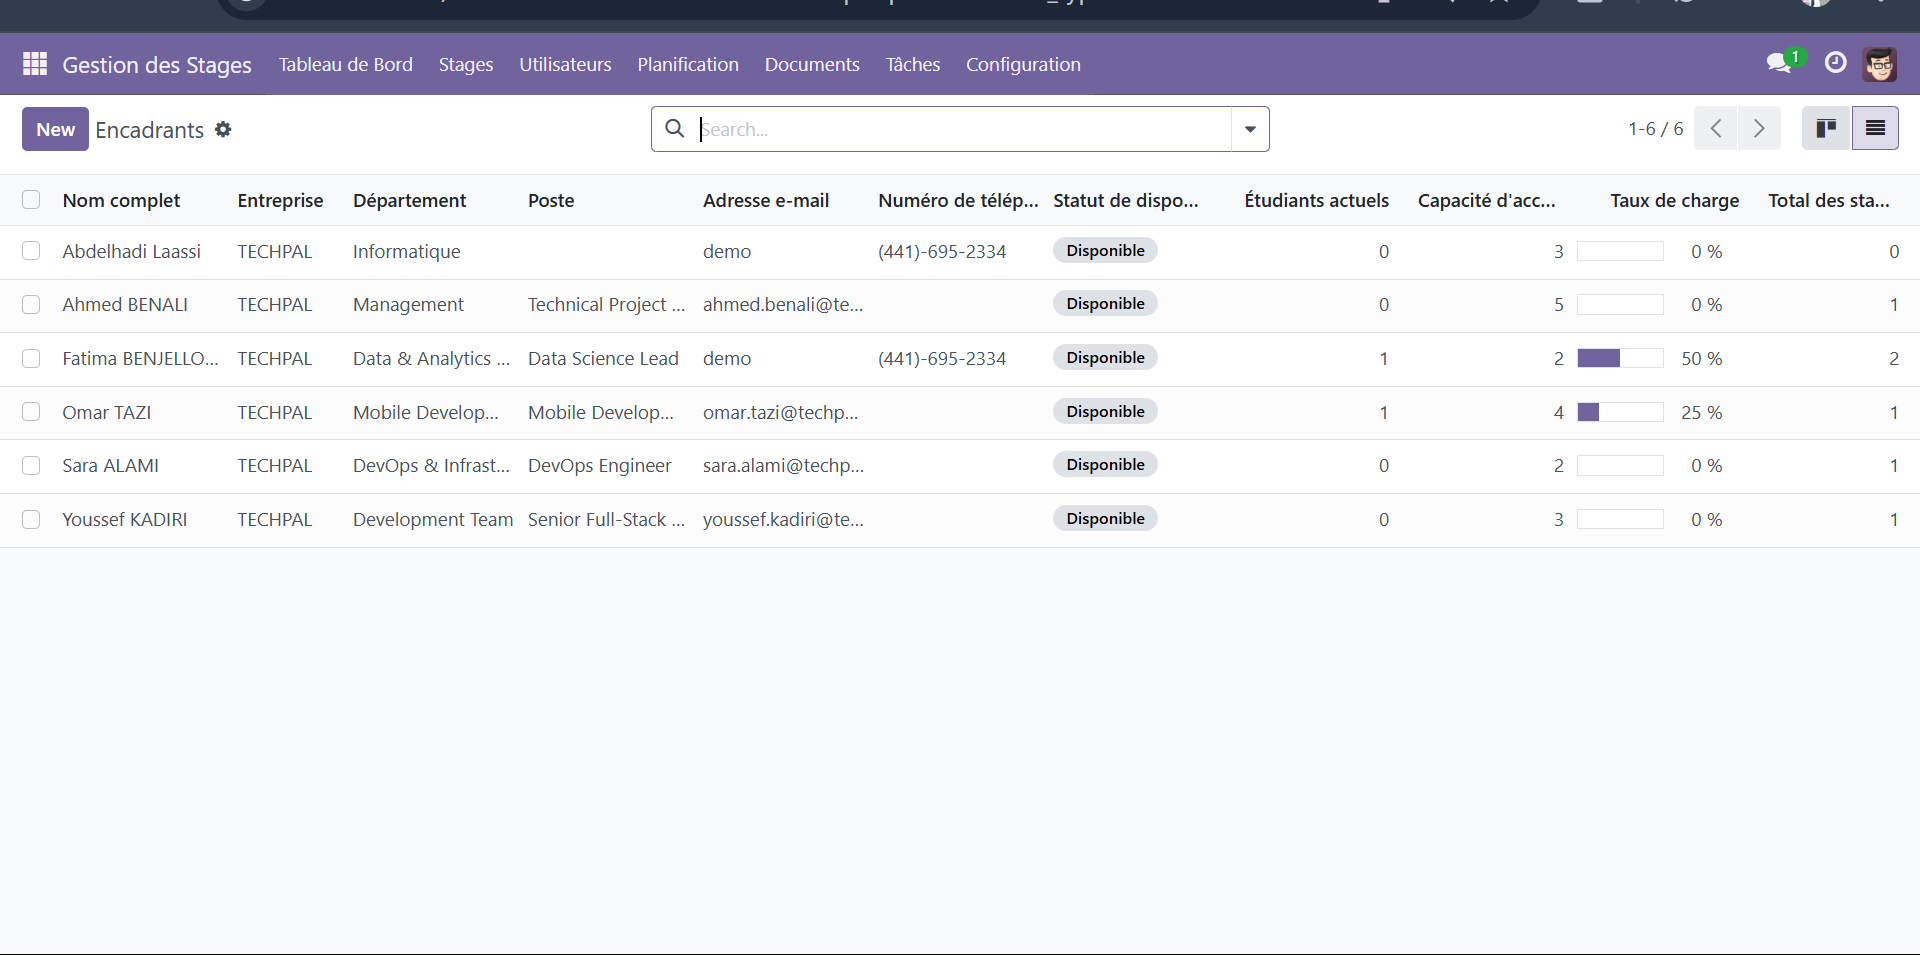 Gestion des Stages Tableau de Bord Stages Utilisateurs Planification Documents Tâches Configuration 1
New Encadrants Search... 1-6 / 6
Nom complet Entreprise Département Poste Adresse e-mail Numéro de télép... Statut de dispo... Étudiants actuels Capacité d'acc... Taux de charge Total des sta...
Abdelhadi Laassi TECHPAL Informatique demo (441)-695-2334 Disponible 0 3 0 % 0
Ahmed BENALI TECHPAL Management Technical Project ... ahmed.benali@te... Disponible 0 5 0 % 1
Fatima BENJELLO... TECHPAL Data & Analytics ... Data Science Lead demo (441)-695-2334 Disponible 1 2 50 % 2
Omar TAZI TECHPAL Mobile Develop... Mobile Develop... omar.tazi@techp... Disponible 1 4 25 % 1
Sara ALAMI TECHPAL DevOps & Infrast... DevOps Engineer sara.alami@techp... Disponible 0 2 0 % 1
Youssef KADIRI TECHPAL Development Team Senior Full-Stack ... youssef.kadiri@te... Disponible 0 3 0 % 1